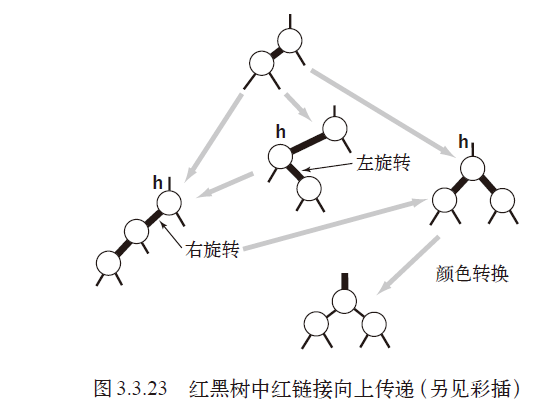 h
左旋转
h
h
右旋转
颜色转换
图 3.3.23 红黑树中红链接向上传递（另见彩插）